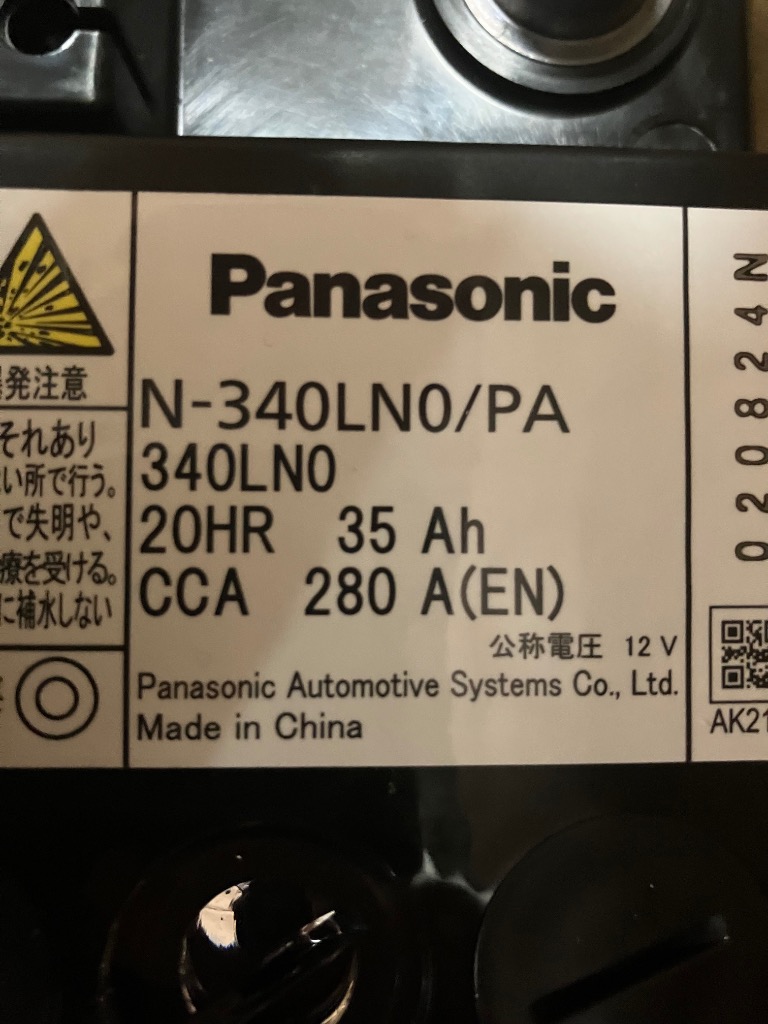 発注意
それあり
い所で行う。
で失明や、
療を受ける。
に補水しない
Panasonic
N-340LN0/PA
340LN0
20HR 35 Ah
CCA 280 A(EN)
公称電圧 12 V
Panasonic Automotive Systems Co., Ltd.
Made in China
020824N
AK21